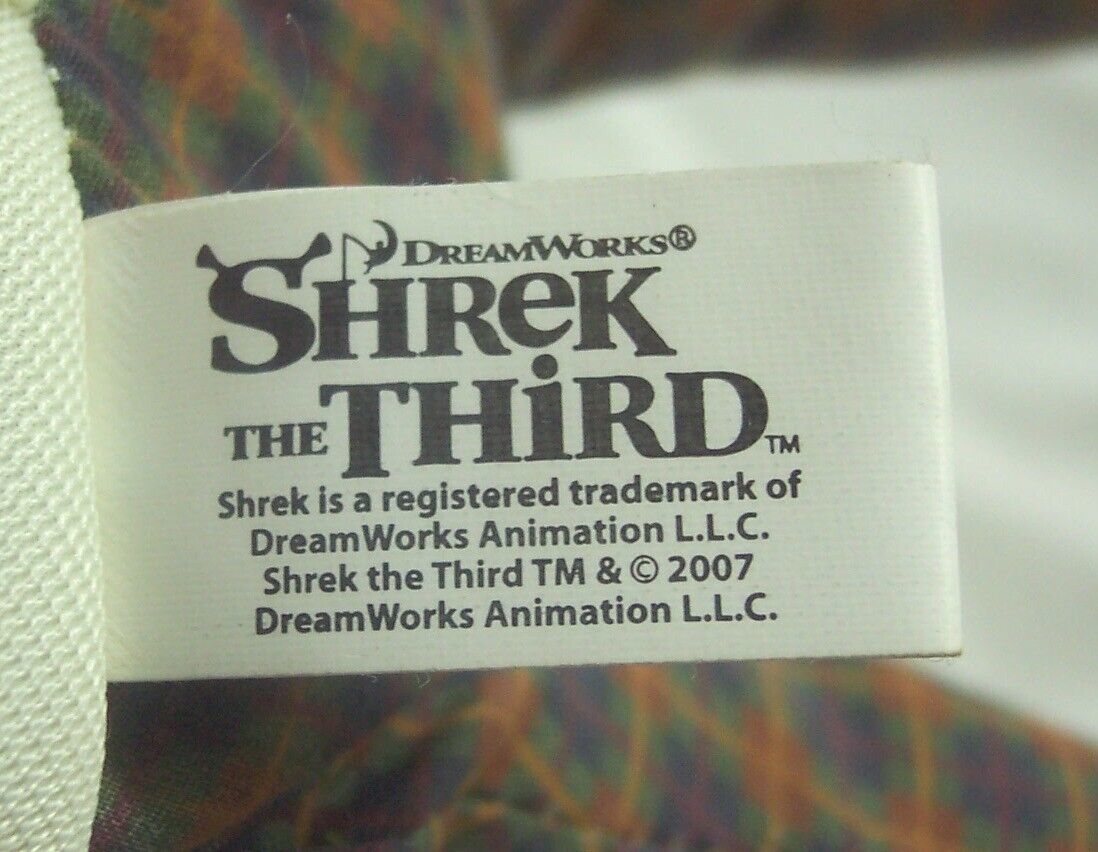 DREAMWORKS®
SHReK
THE THiRD™
Shrek is a registered trademark of
DreamWorks Animation L.L.C.
Shrek the Third TM & © 2007
DreamWorks Animation L.L.C.